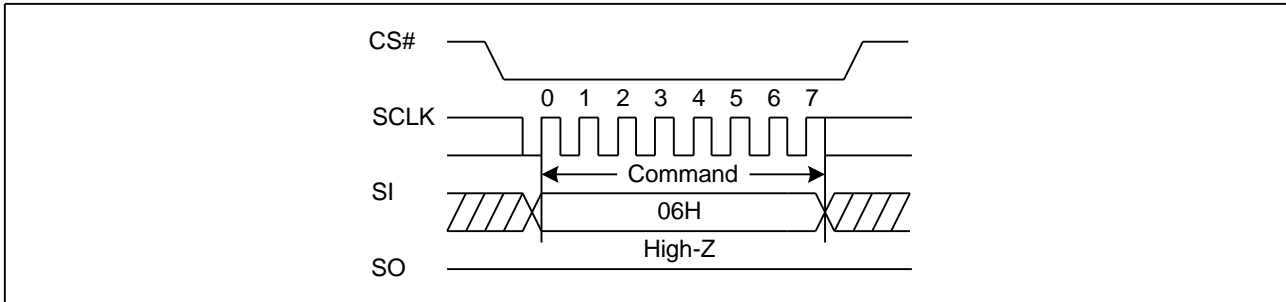 CS#
0 1 2 3 4 5 6 7
SCLK
Command
SI
06H
High-Z
SO